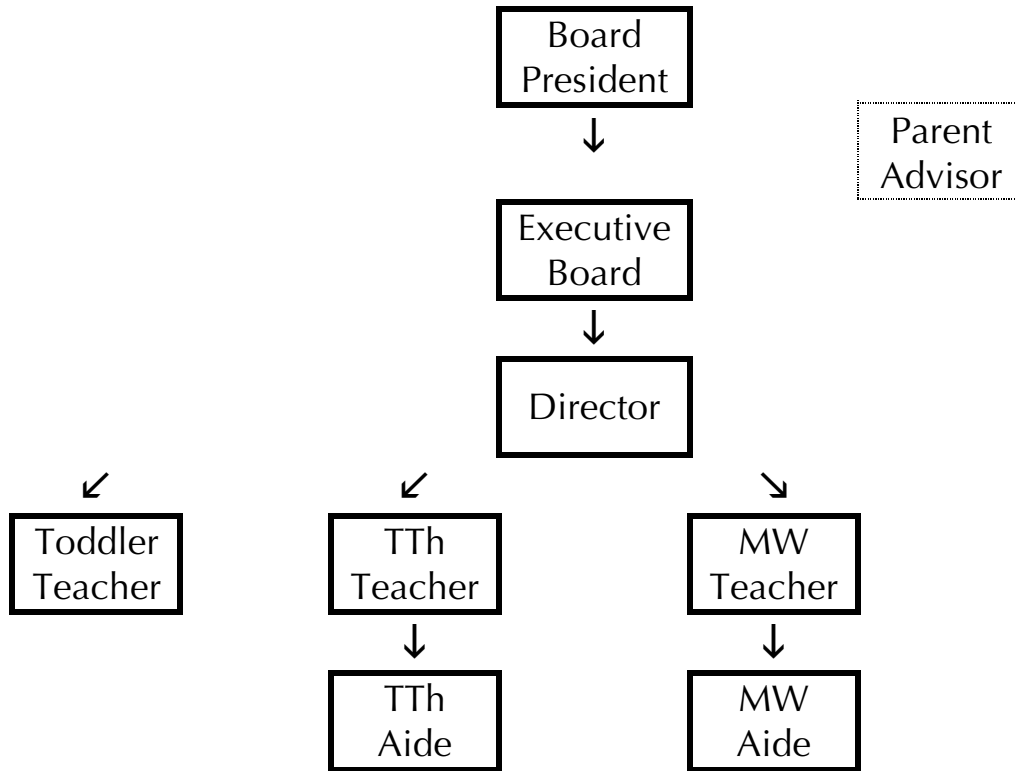 Board
President
↓
Parent
Advisor
Executive
Board
↓
Director
↙
↙
↘
Toddler
Teacher
TTh
Teacher
MW
Teacher
↓
↓
TTh
Aide
MW
Aide